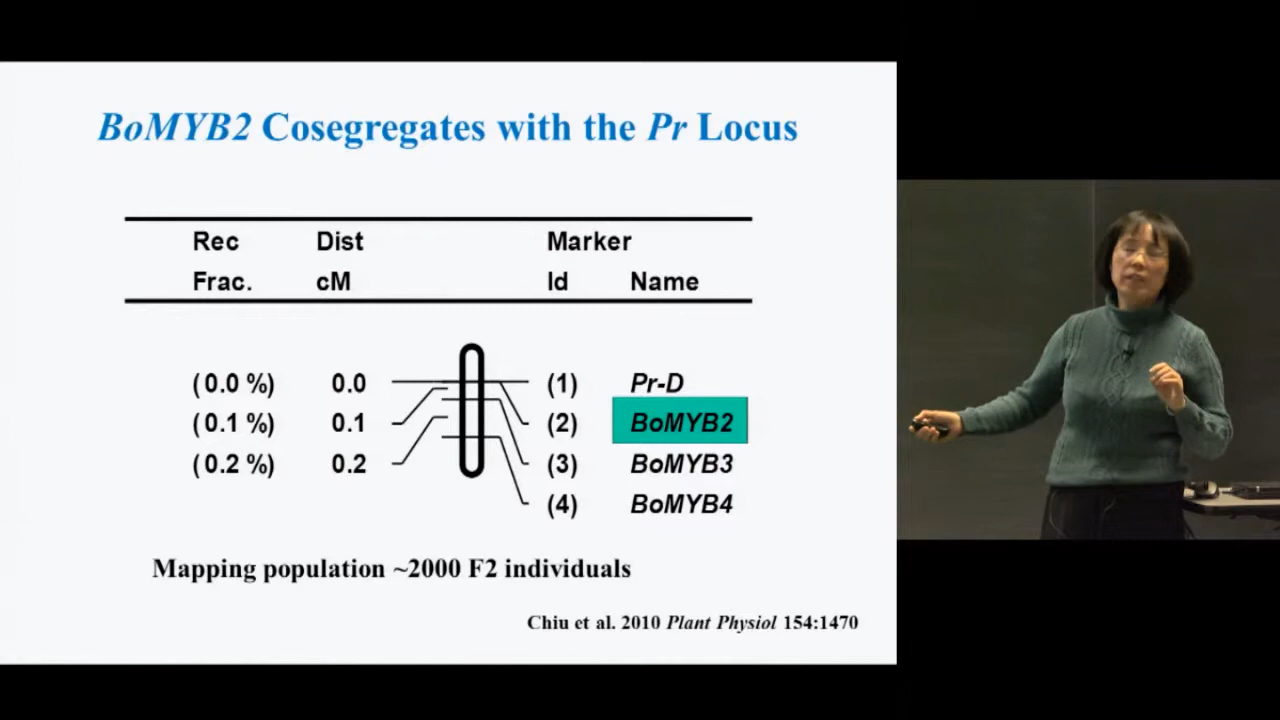 BoMYB2 Cosegregates with the Pr Locus
Rec Dist Marker
Frac. cM Id Name
(0.0 %) 0.0 (1) Pr-D
(0.1 %) 0.1 (2) BoMYB2
(0.2 %) 0.2 (3) BoMYB3
(4) BoMYB4
Mapping population ~2000 F2 individuals
Chiu et al. 2010 Plant Physiol 154:1470